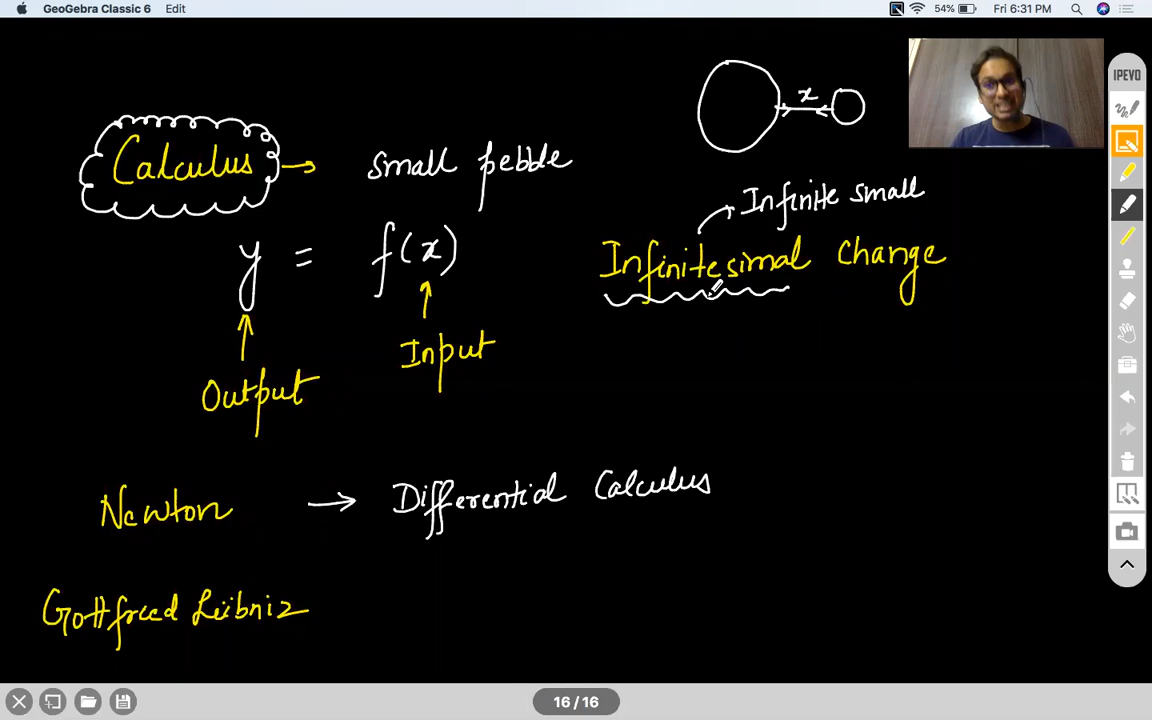 GeoGebra Classic 6 Edit
54% Fri 6:31 PM
IPEVO
x
Calculus → small pebble
Infinite small
y = f(x)
Infinitesimal change
Input
Output
Newton → Differential Calculus
Gottfreed Leibniz
16 / 16